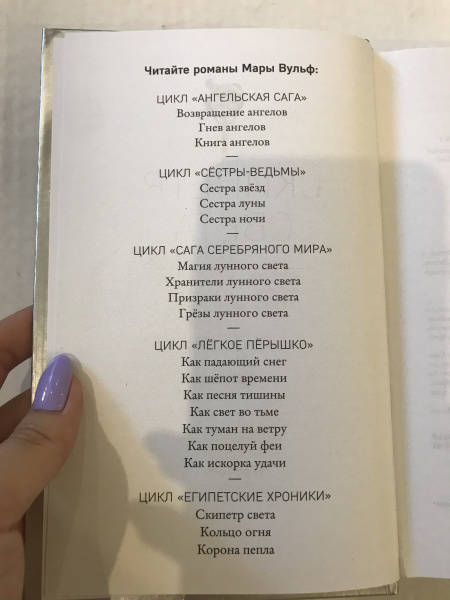 Читайте романы Мары Вульф:
ЦИКЛ «АНГЕЛЬСКАЯ САГА»
Возвращение ангелов
Гнев ангелов
Книга ангелов
—
ЦИКЛ «СЁСТРЫ-ВЕДЬМЫ»
Сестра звёзд
Сестра луны
Сестра ночи
—
ЦИКЛ «САГА СЕРЕБРЯНОГО МИРА»
Магия лунного света
Хранители лунного света
Призраки лунного света
Грёзы лунного света
—
ЦИКЛ «ЛЁГКОЕ ПЁРЫШКО»
Как падающий снег
Как шёпот времени
Как песня тишины
Как свет во тьме
Как туман на ветру
Как поцелуй феи
Как искорка удачи
—
ЦИКЛ «ЕГИПЕТСКИЕ ХРОНИКИ»
Скипетр света
Кольцо огня
Корона пепла